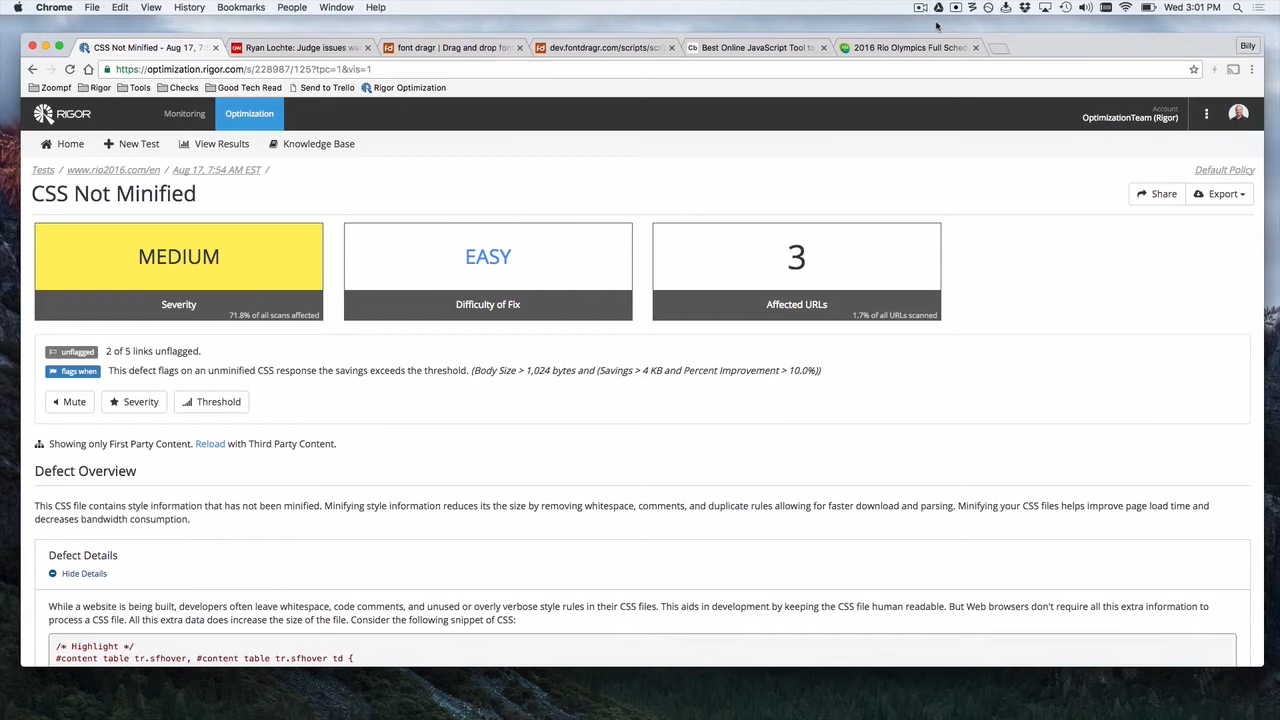 Chrome File Edit View History Bookmarks People Window Help Wed 3:01 PM
CSS Not Minified - Aug 17, 7:5 Ryan Lochte: Judge issues wa font dragr | Drag and drop fon dev.fontdragr.com/scripts/scri Best Online JavaScript Tool to 2016 Rio Olympics Full Sched Billy
https://optimization.rigor.com/s/228987/125?tpc=1&vis=1
Zoompf Rigor Tools Checks Good Tech Read Send to Trello Rigor Optimization
RIGOR Monitoring Optimization Account
OptimizationTeam (Rigor)
Home New Test View Results Knowledge Base
Tests / www.rio2016.com/en / Aug 17, 7:54 AM EST / Default Policy
CSS Not Minified Share Export
MEDIUM EASY 3
Severity Difficulty of Fix Affected URLs
71.8% of all scans affected 1.7% of all URLs scanned
unflagged 2 of 5 links unflagged.
flags when This defect flags on an unminified CSS response the savings exceeds the threshold. (Body Size > 1,024 bytes and (Savings > 4 KB and Percent Improvement > 10.0%))
Mute Severity Threshold
Showing only First Party Content. Reload with Third Party Content.
Defect Overview
This CSS file contains style information that has not been minified. Minifying style information reduces its the size by removing whitespace, comments, and duplicate rules allowing for faster download and parsing. Minifying your CSS files helps improve page load time and
decreases bandwidth consumption.
Defect Details
Hide Details
While a website is being built, developers often leave whitespace, code comments, and unused or overly verbose style rules in their CSS files. This aids in development by keeping the CSS file human readable. But Web browsers don't require all this extra information to
process a CSS file. All this extra data does increase the size of the file. Consider the following snippet of CSS:
/* Highlight */
#content table tr.sfhover, #content table tr.sfhover td {